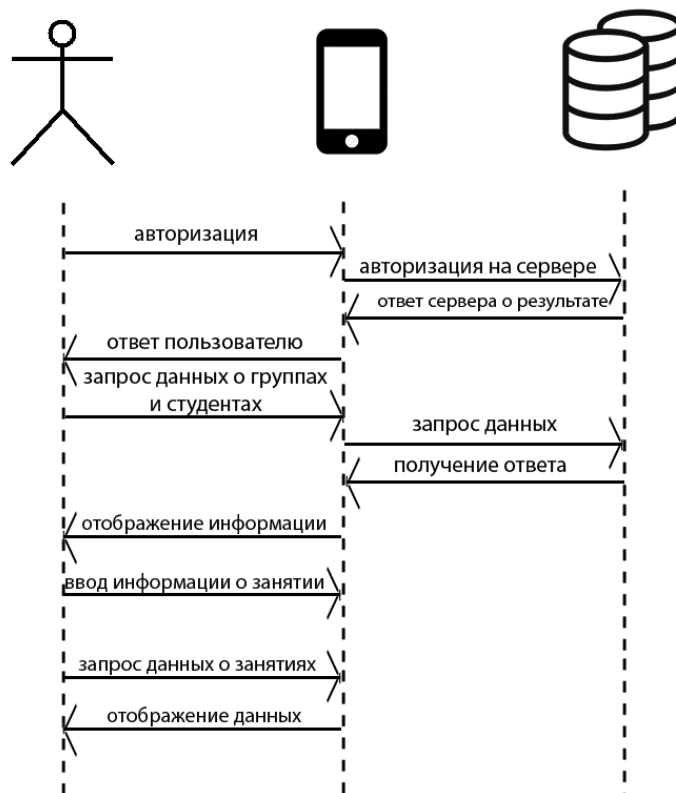 авторизация
авторизация на сервере
ответ сервера о результате
ответ пользователю
запрос данных о группах
и студентах
запрос данных
получение ответа
отображение информации
ввод информации о занятии
запрос данных о занятиях
отображение данных